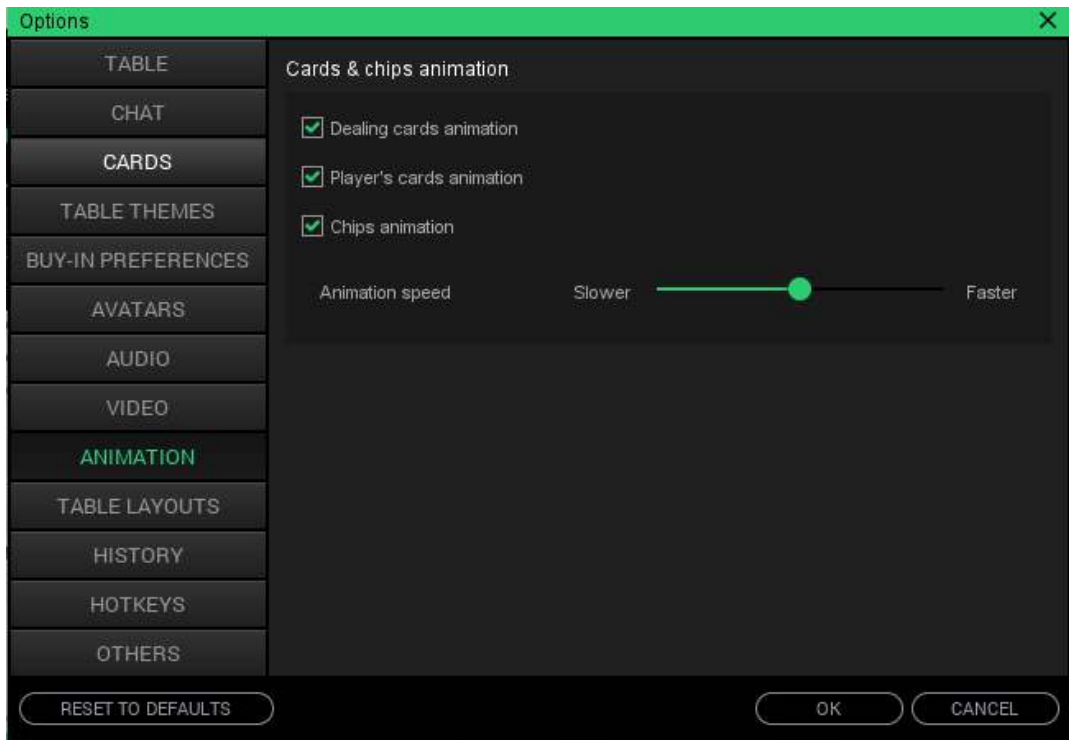 Options
TABLE
CHAT
CARDS
TABLE THEMES
BUY-IN PREFERENCES
AVATARS
AUDIO
VIDEO
ANIMATION
TABLE LAYOUTS
HISTORY
HOTKEYS
OTHERS
Cards & chips animation
Dealing cards animation
Player's cards animation
Chips animation
Animation speed Slower Faster
RESET TO DEFAULTS OK CANCEL